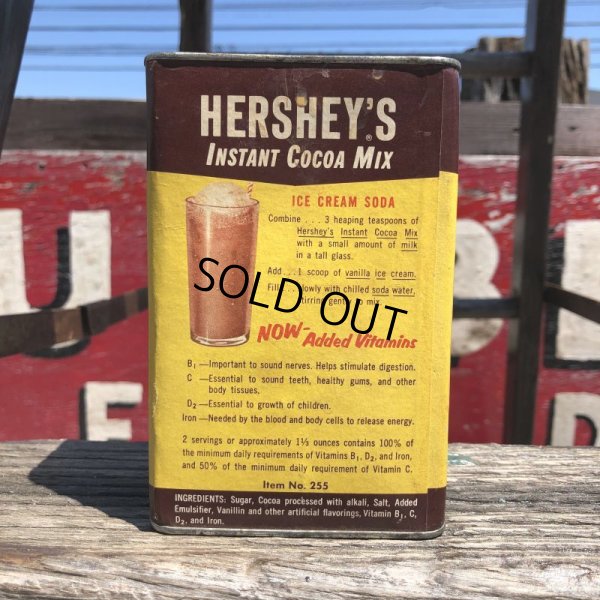 HERSHEY'S
INSTANT COCOA MIX
ICE CREAM SODA
Combine . . . 3 heaping teaspoons of
Hershey's Instant Cocoa Mix
with a small amount of milk
in a tall glass.
Add . . . 1 scoop of vanilla ice cream.
Fill slowly with chilled soda water,
stirring gently to mix.
SOLD OUT
NOW-Added Vitamins
B1 —Important to sound nerves. Helps stimulate digestion.
C —Essential to sound teeth, healthy gums, and other
body tissues.
D2 —Essential to growth of children.
Iron —Needed by the blood and body cells to release energy.
2 servings or approximately 1⅓ ounces contains 100% of
the minimum daily requirements of Vitamins B1, D2, and Iron,
and 50% of the minimum daily requirement of Vitamin C.
Item No. 255
INGREDIENTS: Sugar, Cocoa processed with alkali, Salt, Added
Emulsifier, Vanillin and other artificial flavorings, Vitamin B1, C,
D2, and Iron.